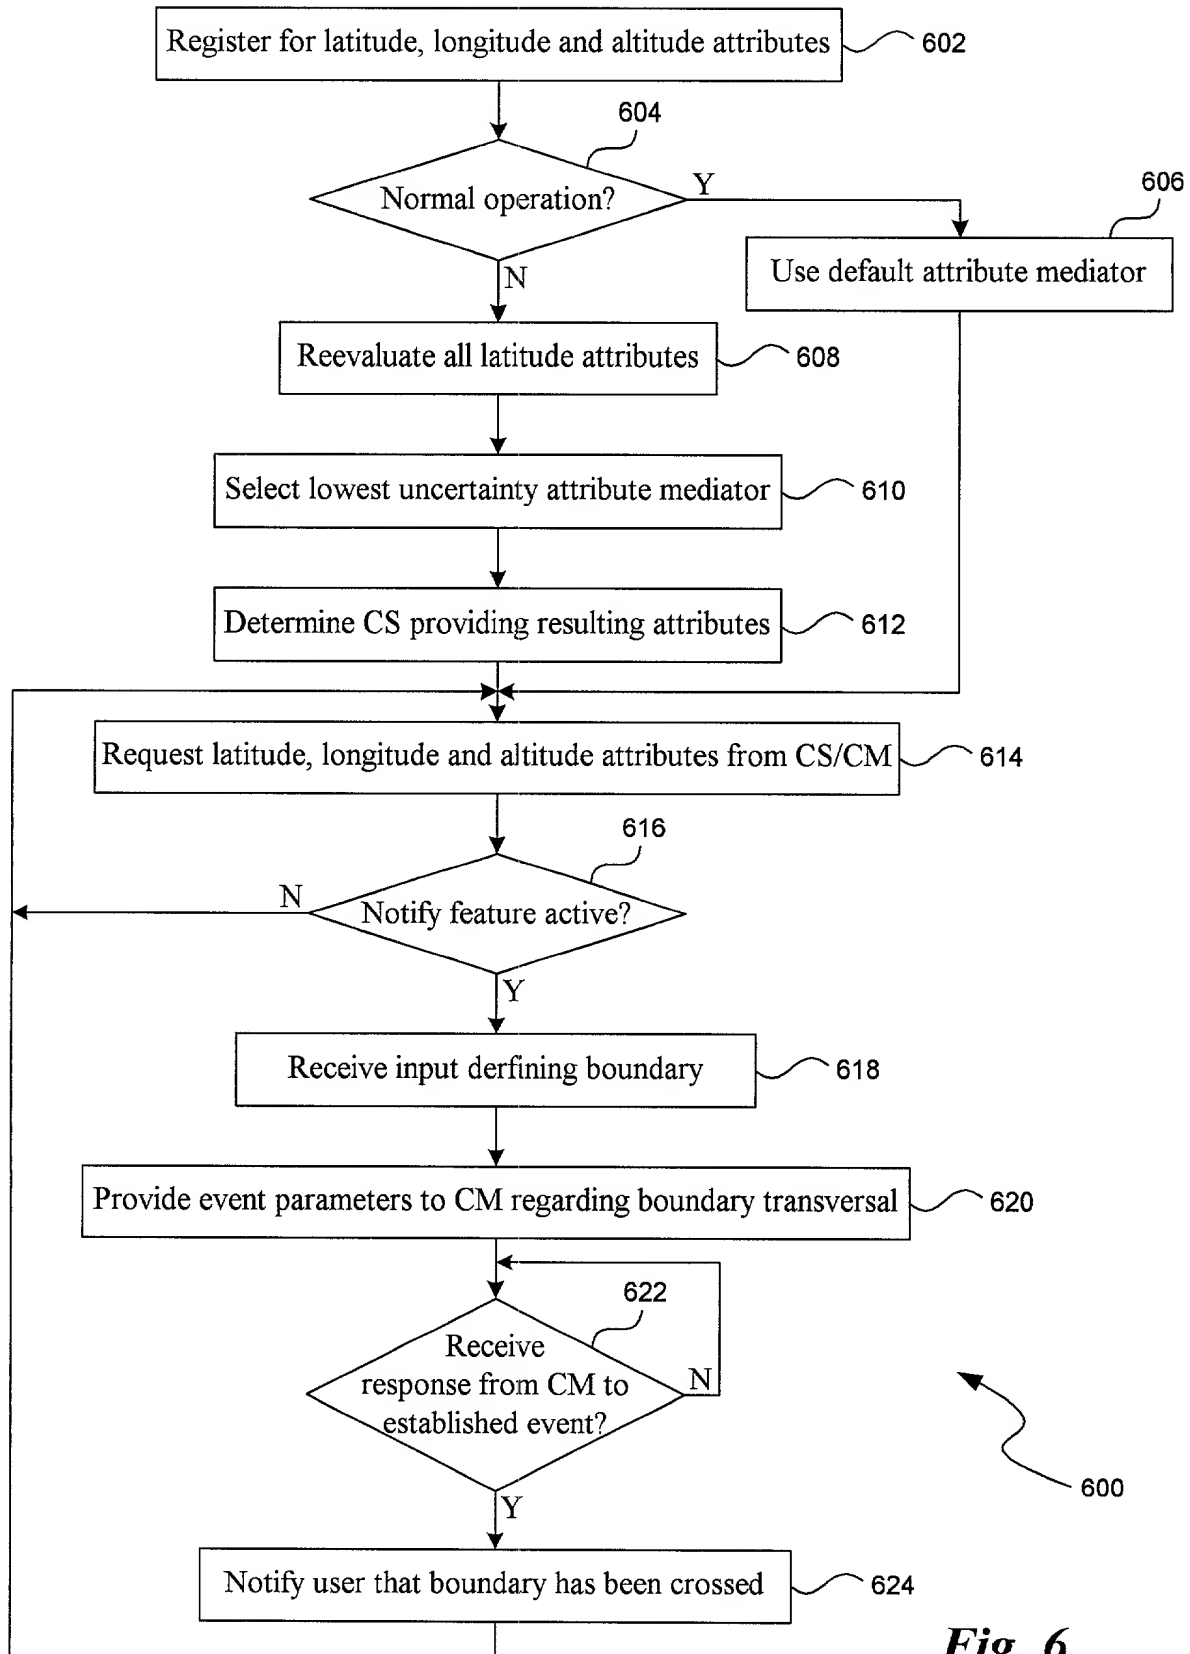 Register for latitude, longitude and altitude attributes
602
604
Normal operation?
Y
606
Use default attribute mediator
N
Reevaluate all latitude attributes
608
Select lowest uncertainty attribute mediator
610
Determine CS providing resulting attributes
612
Request latitude, longitude and altitude attributes from CS/CM
614
616
N
Notify feature active?
Y
Receive input derfining boundary
618
Provide event parameters to CM regarding boundary transversal
620
622
Receive
response from CM to
established event?
N
600
Y
Notify user that boundary has been crossed
624
Fig. 6